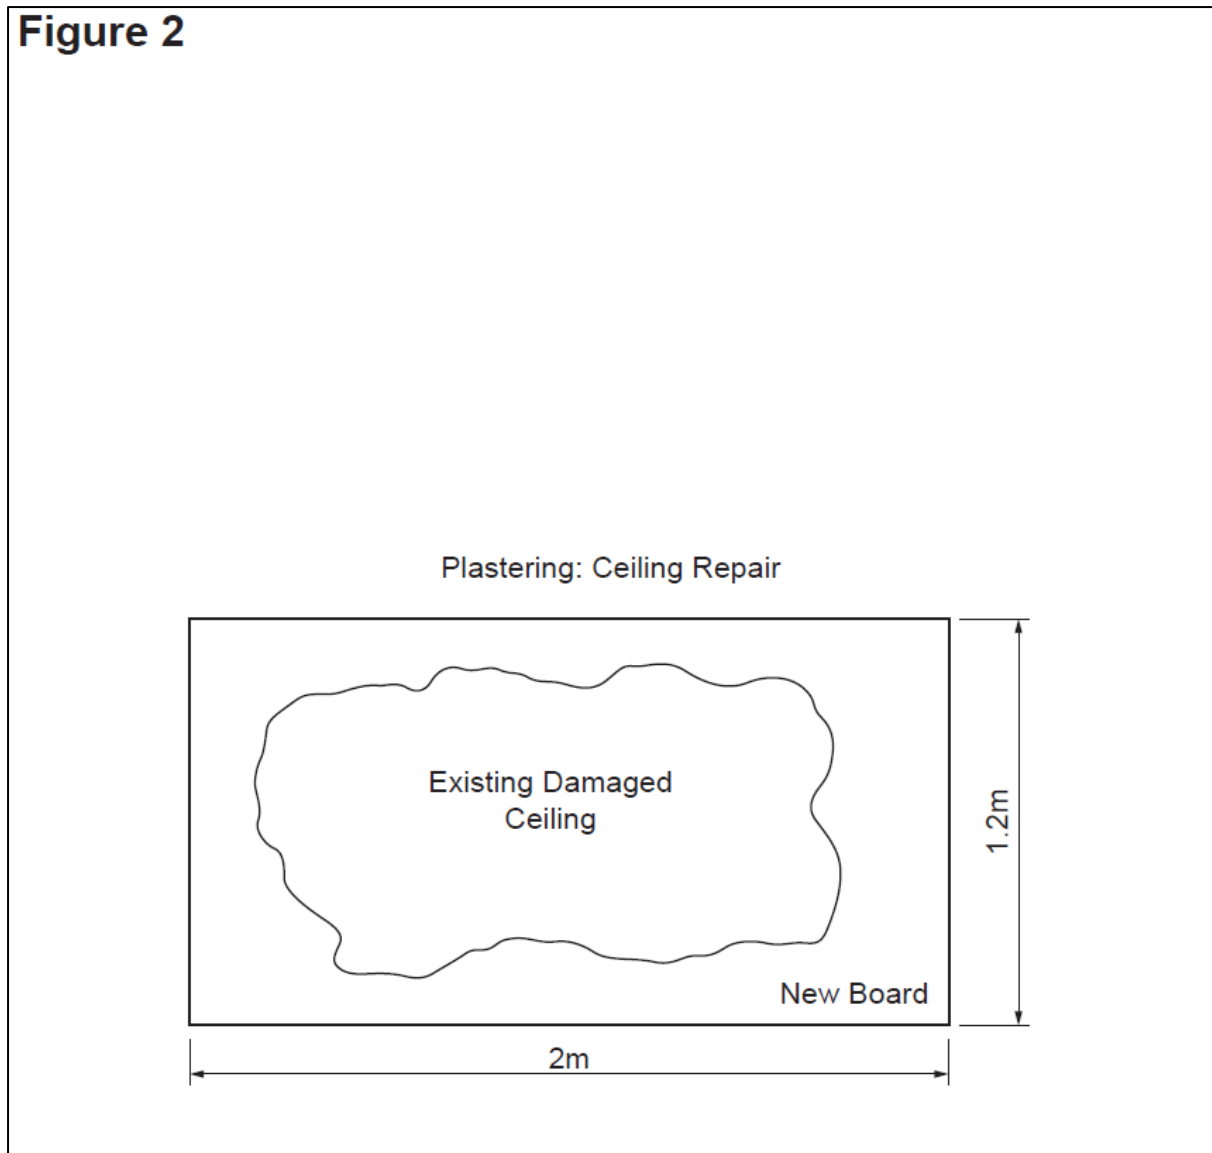 Figure 2
Plastering: Ceiling Repair
Existing Damaged
Ceiling
1.2m
New Board
2m